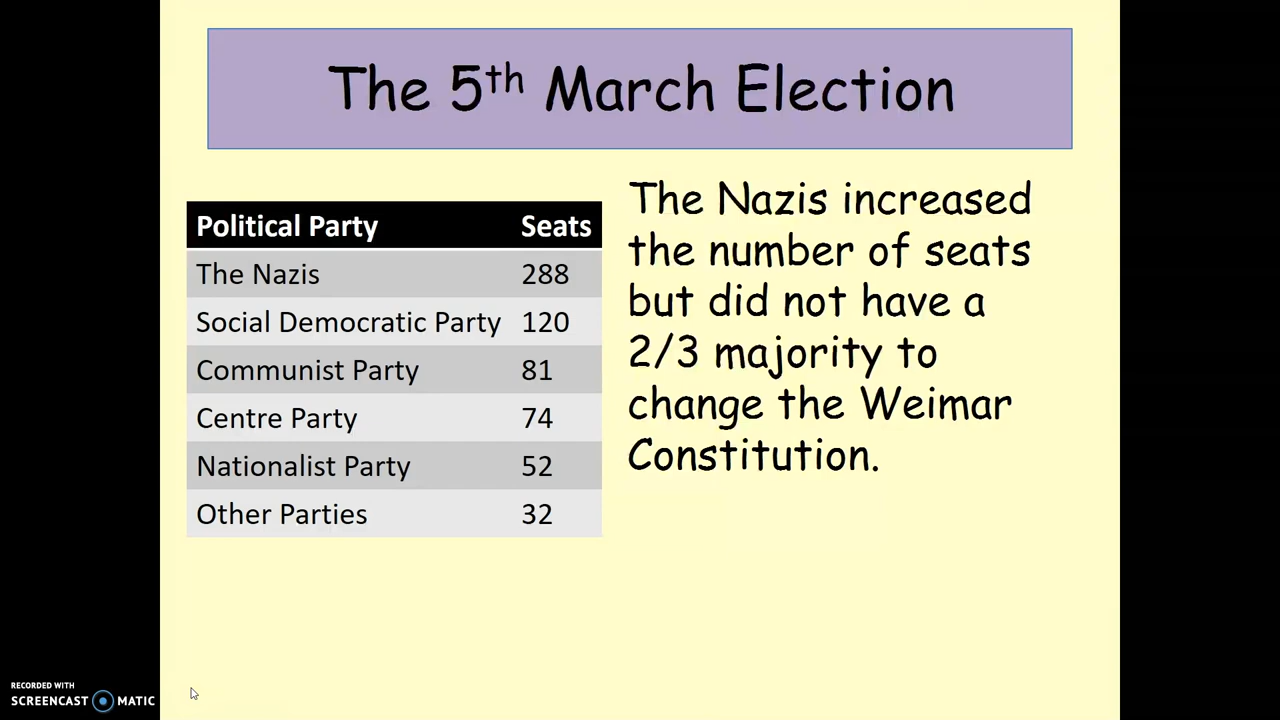 The 5th March Election
Political Party Seats
The Nazis 288
Social Democratic Party 120
Communist Party 81
Centre Party 74
Nationalist Party 52
Other Parties 32
The Nazis increased
the number of seats
but did not have a
2/3 majority to
change the Weimar
Constitution.
RECORDED WITH
SCREENCAST MATIC